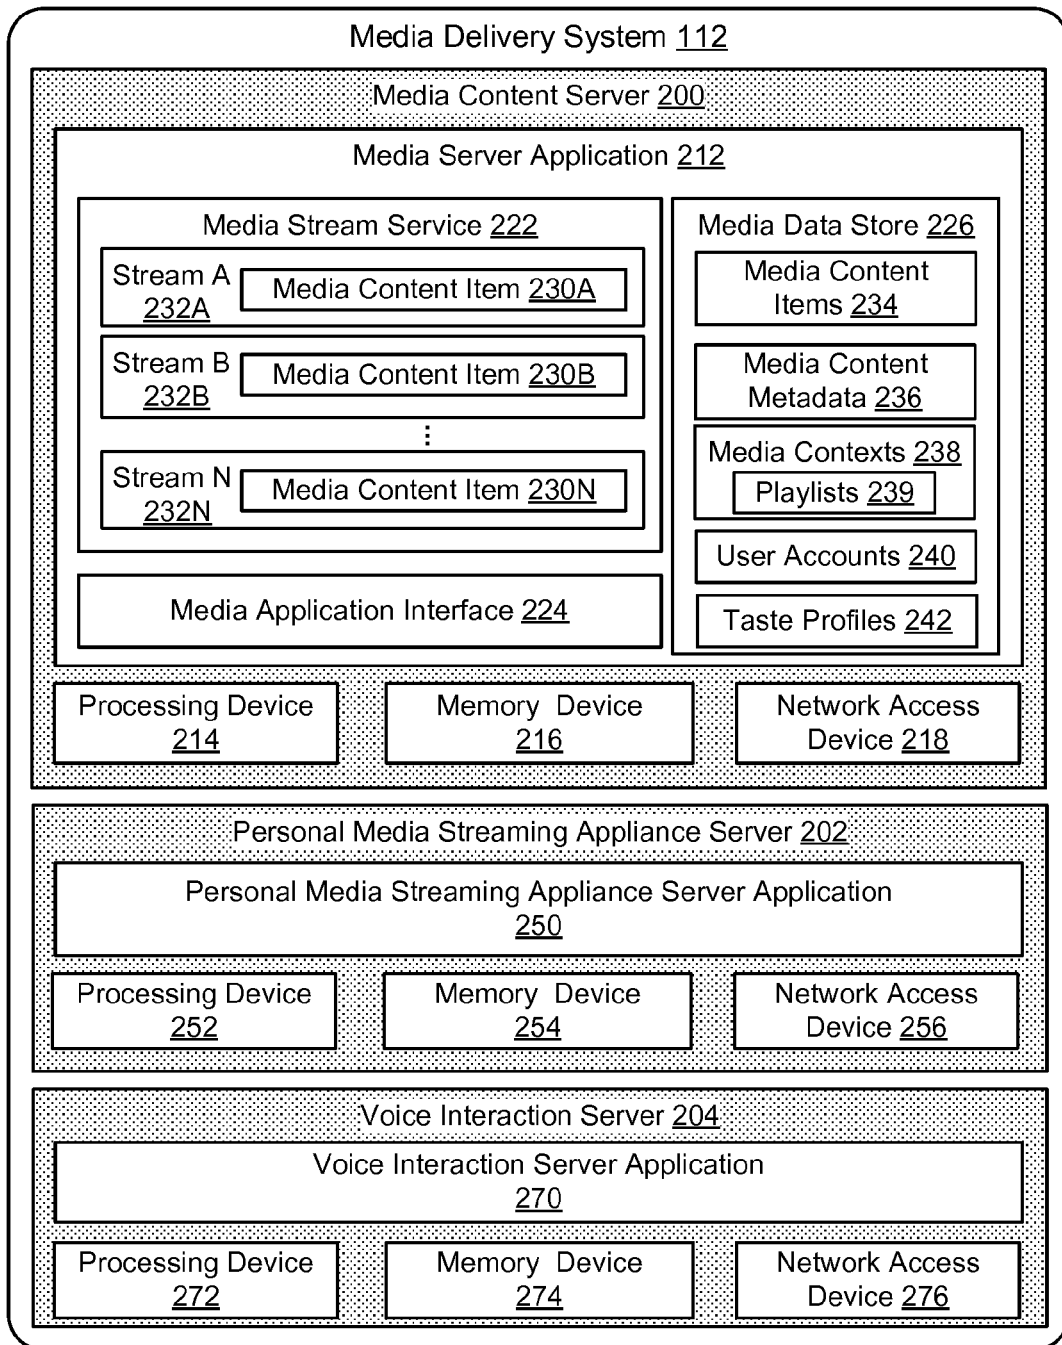 Media Delivery System 112
Media Content Server 200
Media Server Application 212
Media Stream Service 222
Stream A
232A
Media Content Item 230A
Stream B
232B
Media Content Item 230B
...
Stream N
232N
Media Content Item 230N
Media Application Interface 224
Media Data Store 226
Media Content
Items 234
Media Content
Metadata 236
Media Contexts 238
Playlists 239
User Accounts 240
Taste Profiles 242
Processing Device
214
Memory Device
216
Network Access
Device 218
Personal Media Streaming Appliance Server 202
Personal Media Streaming Appliance Server Application
250
Processing Device
252
Memory Device
254
Network Access
Device 256
Voice Interaction Server 204
Voice Interaction Server Application
270
Processing Device
272
Memory Device
274
Network Access
Device 276